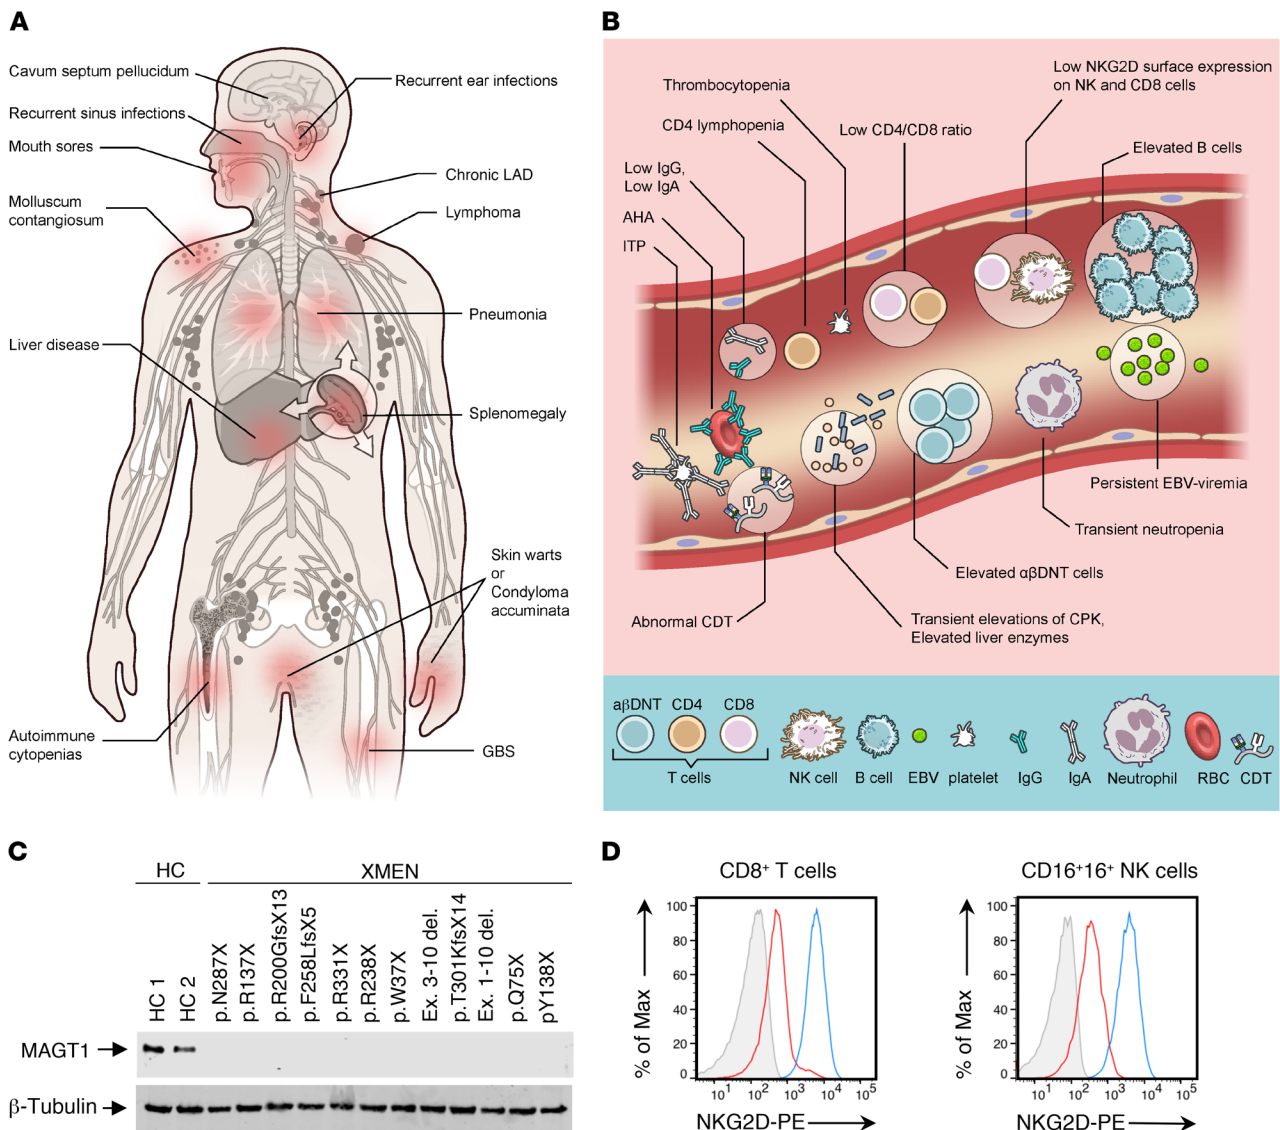 A
Cavum septum pellucidum
Recurrent sinus infections
Mouth sores
Molluscum
contangiosum
Liver disease
Autoimmune
cytopenias
Recurrent ear infections
Chronic LAD
Lymphoma
Pneumonia
Splenomegaly
Skin warts
or
Condyloma
accuminata
GBS
B
Low NKG2D surface expression
on NK and CD8 cells
Thrombocytopenia
CD4 lymphopenia
Low CD4/CD8 ratio
Elevated B cells
Low IgG,
Low IgA
AHA
ITP
Persistent EBV-viremia
Transient neutropenia
Elevated αβDNT cells
Transient elevations of CPK,
Elevated liver enzymes
Abnormal CDT
aβDNT CD4 CD8
T cells
NK cell B cell EBV platelet IgG IgA Neutrophil RBC CDT
C
HC XMEN
HC 1
HC 2
p.N287X
p.R137X
p.R200GfsX13
p.F258LfsX5
p.R331X
p.R238X
p.W37X
Ex. 3-10 del.
p.T301KfsX14
Ex. 1-10 del.
p.Q75X
pY138X
MAGT1
β-Tubulin
D
CD8+ T cells
% of Max
100
80
60
40
20
0
10¹ 10² 10³ 10⁴ 10⁵
NKG2D-PE
CD16+16+ NK cells
% of Max
100
80
60
40
20
0
10¹ 10² 10³ 10⁴ 10⁵
NKG2D-PE